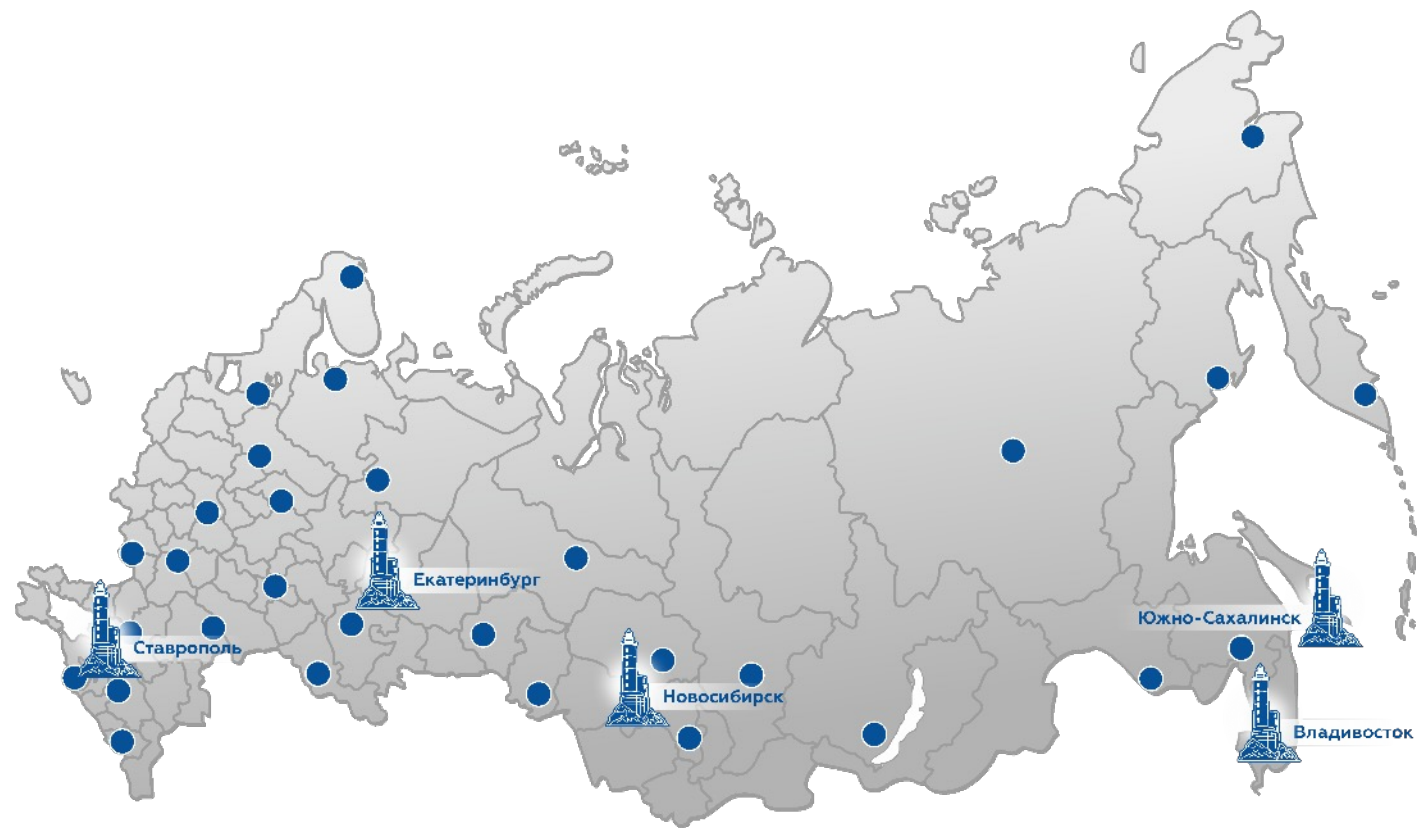 Екатеринбург
Южно-Сахалинск
Ставрополь
Новосибирск
Владивосток